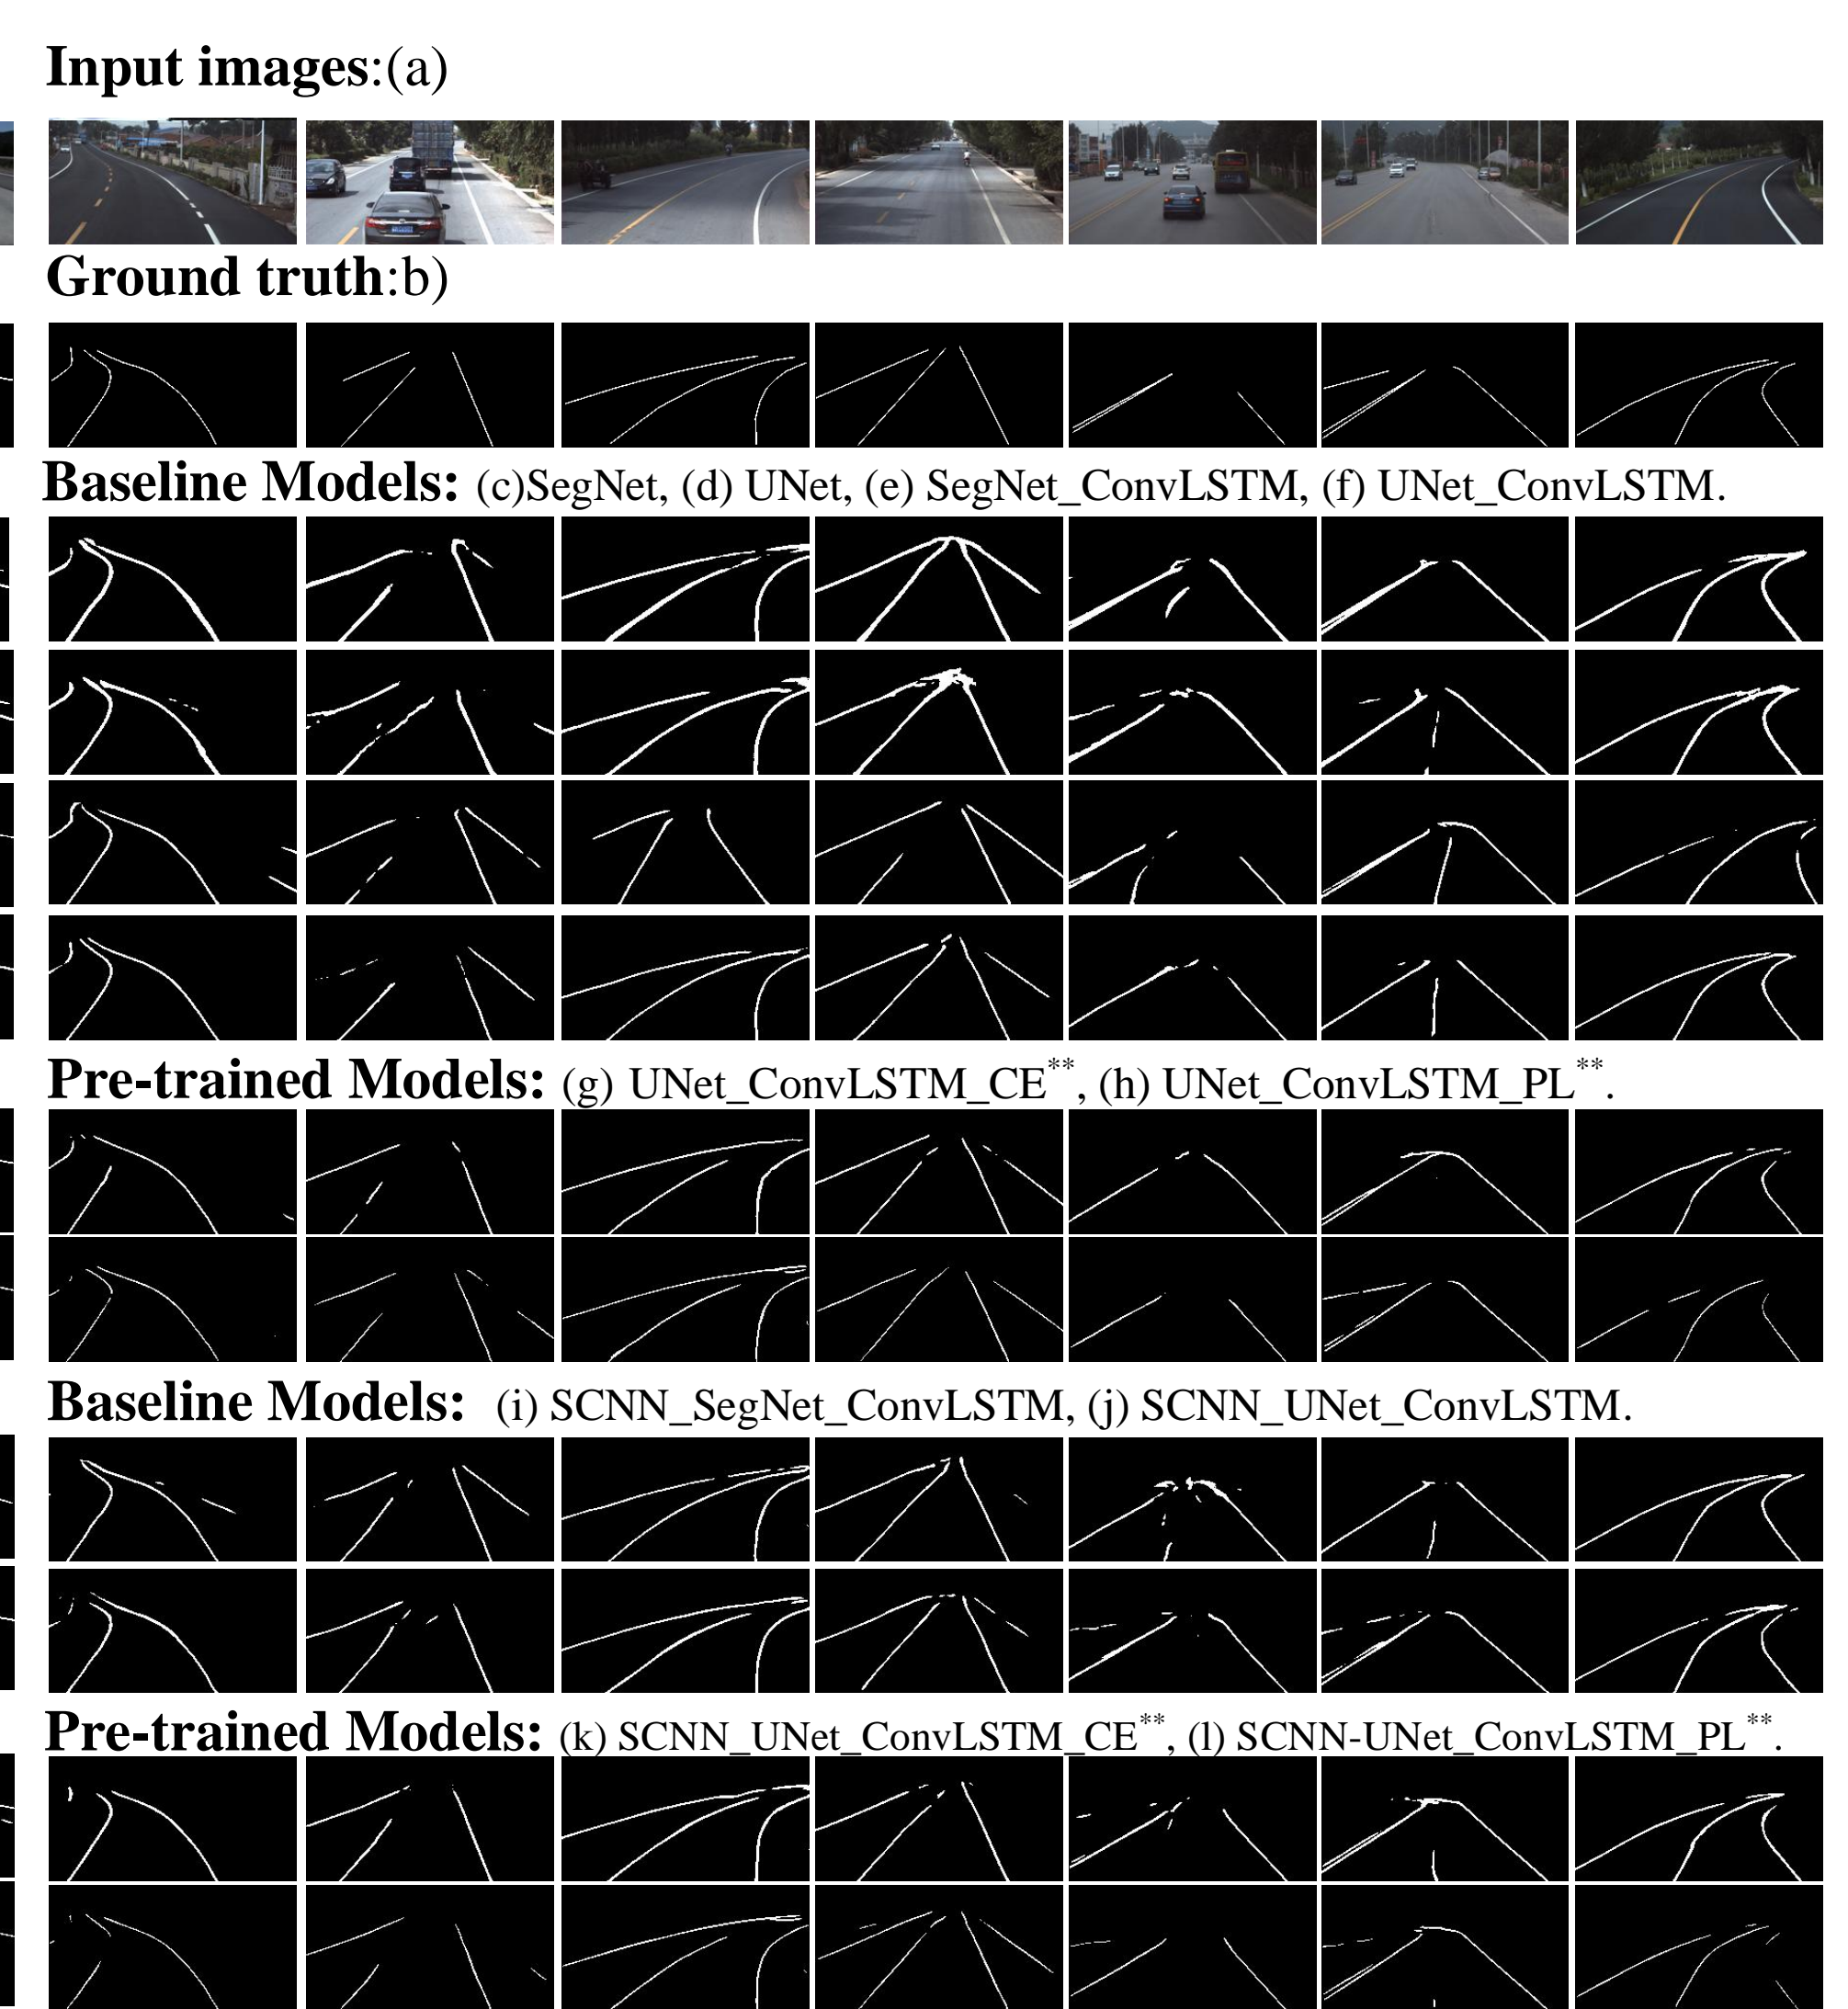 Input images:(a)
Ground truth:b)
Baseline Models: (c)SegNet, (d) UNet, (e) SegNet_ConvLSTM, (f) UNet_ConvLSTM.
Pre-trained Models: (g) UNet_ConvLSTM_CE**, (h) UNet_ConvLSTM_PL**.
Baseline Models: (i) SCNN_SegNet_ConvLSTM, (j) SCNN_UNet_ConvLSTM.
Pre-trained Models: (k) SCNN_UNet_ConvLSTM_CE**, (l) SCNN-UNet_ConvLSTM_PL**.